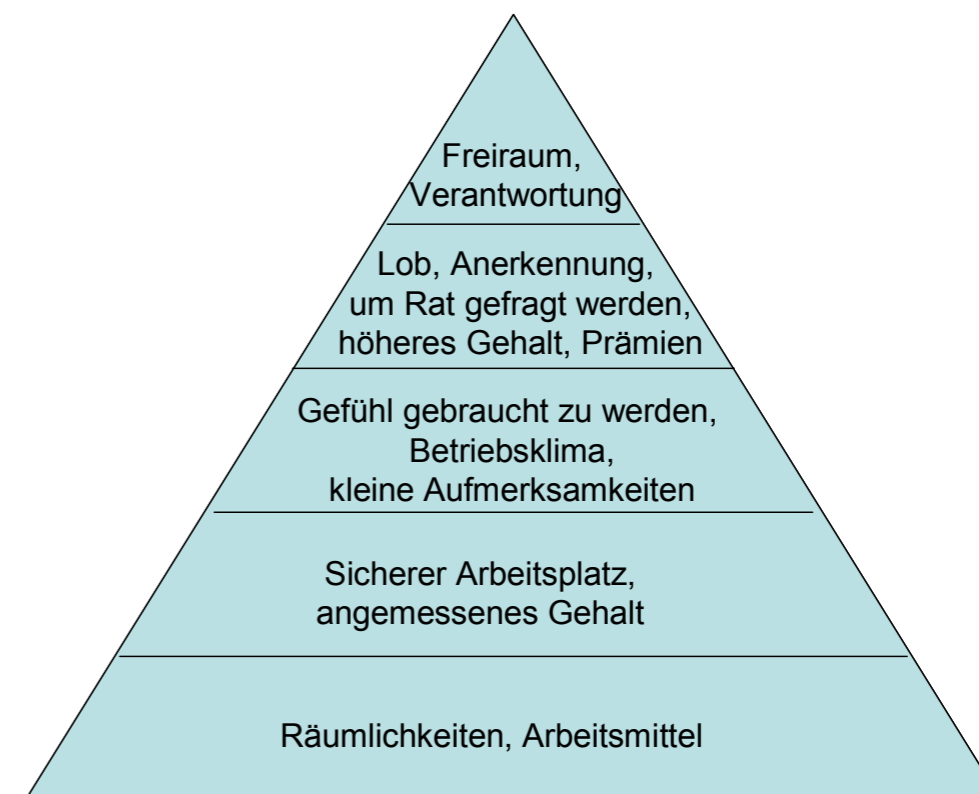 Freiraum,
Verantwortung
Lob, Anerkennung,
um Rat gefragt werden,
höheres Gehalt, Prämien
Gefühl gebraucht zu werden,
Betriebsklima,
kleine Aufmerksamkeiten
Sicherer Arbeitsplatz,
angemessenes Gehalt
Räumlichkeiten, Arbeitsmittel